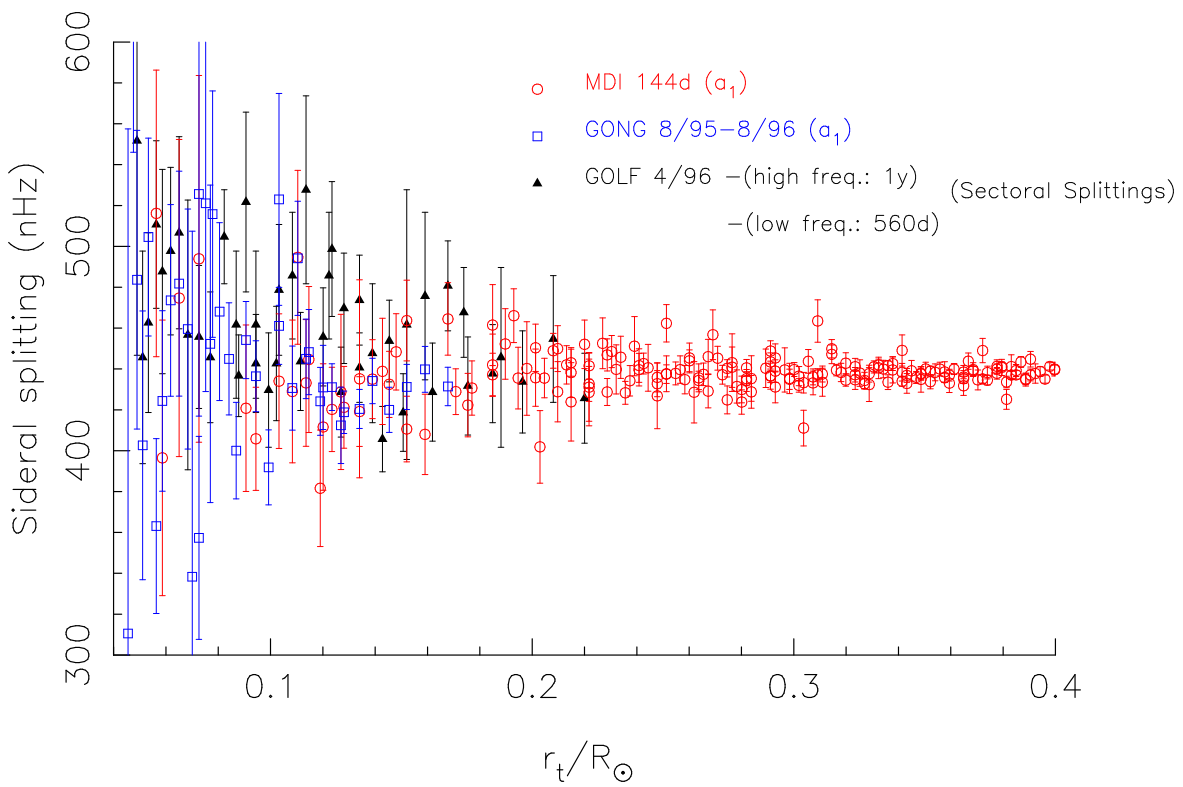 600
500
400
300
Sideral splitting (nHz)
MDI 144d (a₁)
GONG 8/95−8/96 (a₁)
GOLF 4/96 −(high freq.: 1y)
(Sectoral Splittings)
−(low freq.: 560d)
0.1 0.2 0.3 0.4
rₜ/R☉